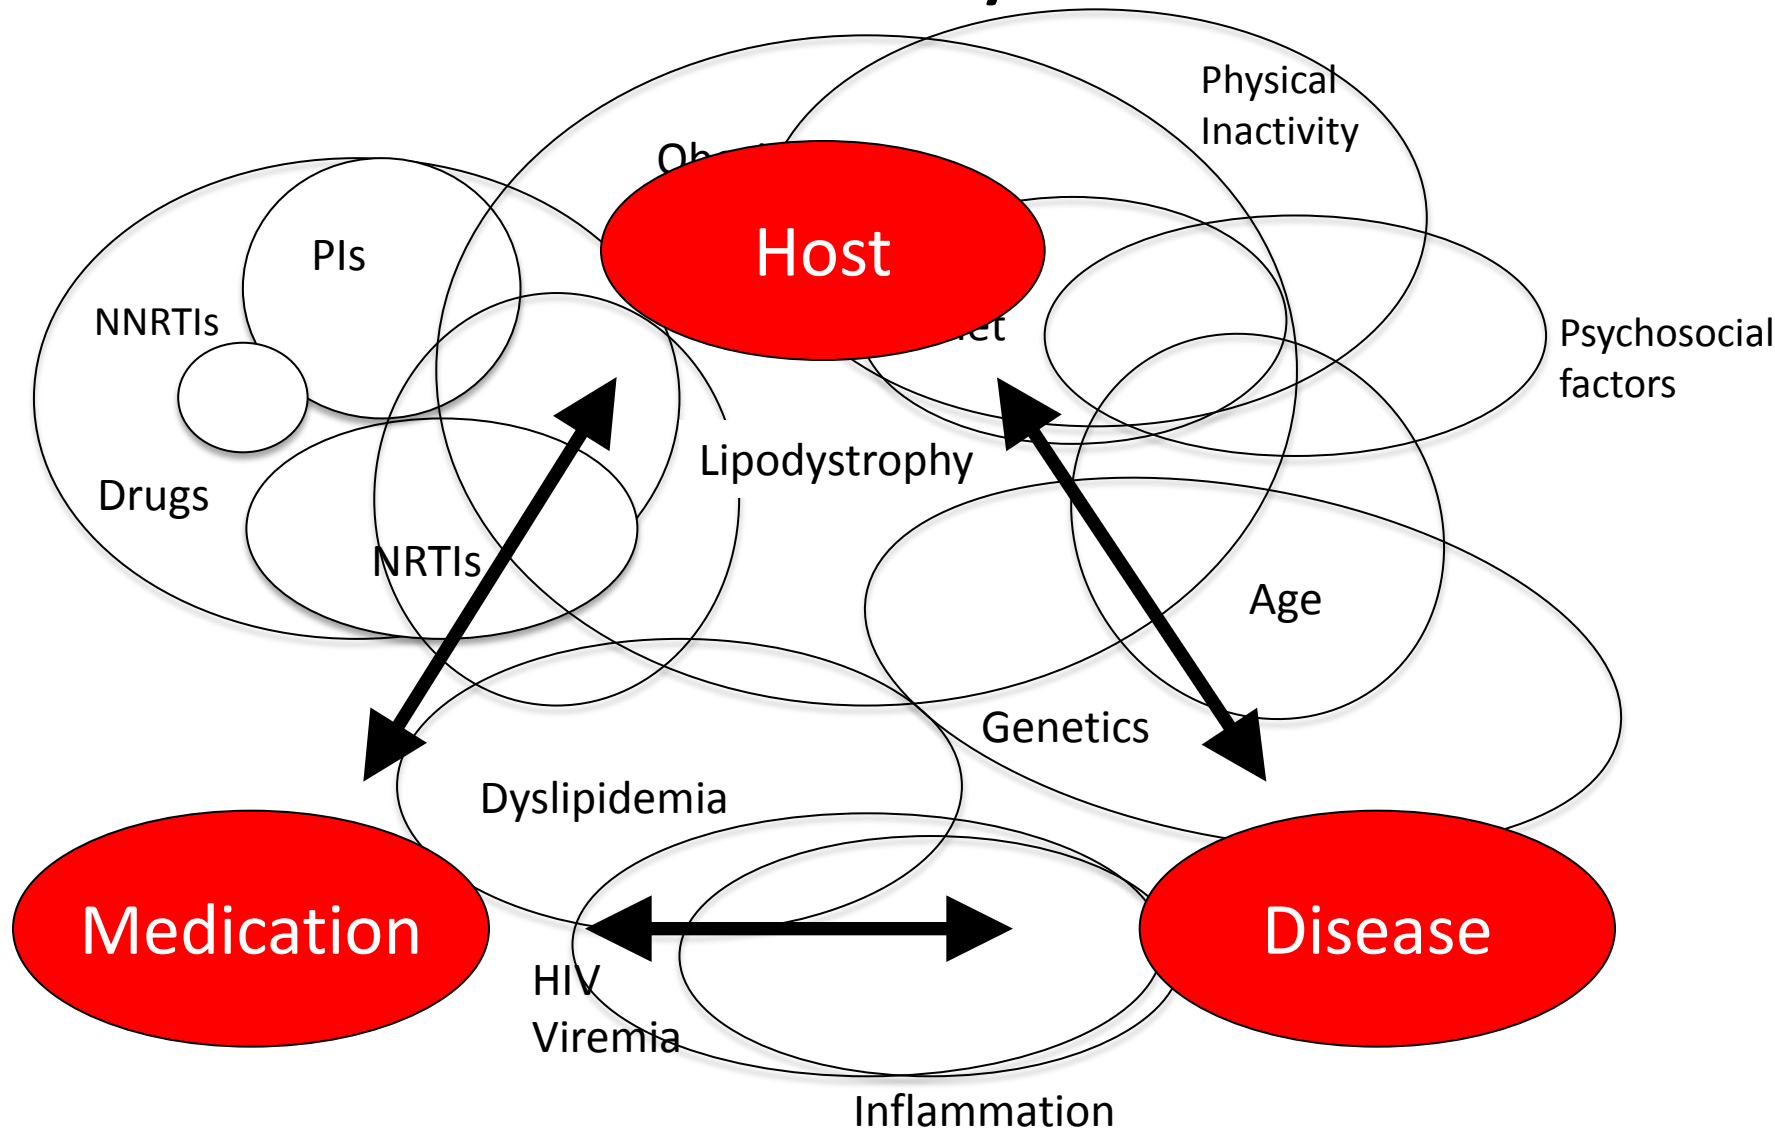 Physical
Inactivity
Host
PIs
NNRTIs
Psychosocial
factors
Lipodystrophy
Drugs
NRTIs
Age
Genetics
Dyslipidemia
Medication
Disease
HIV
Viremia
Inflammation